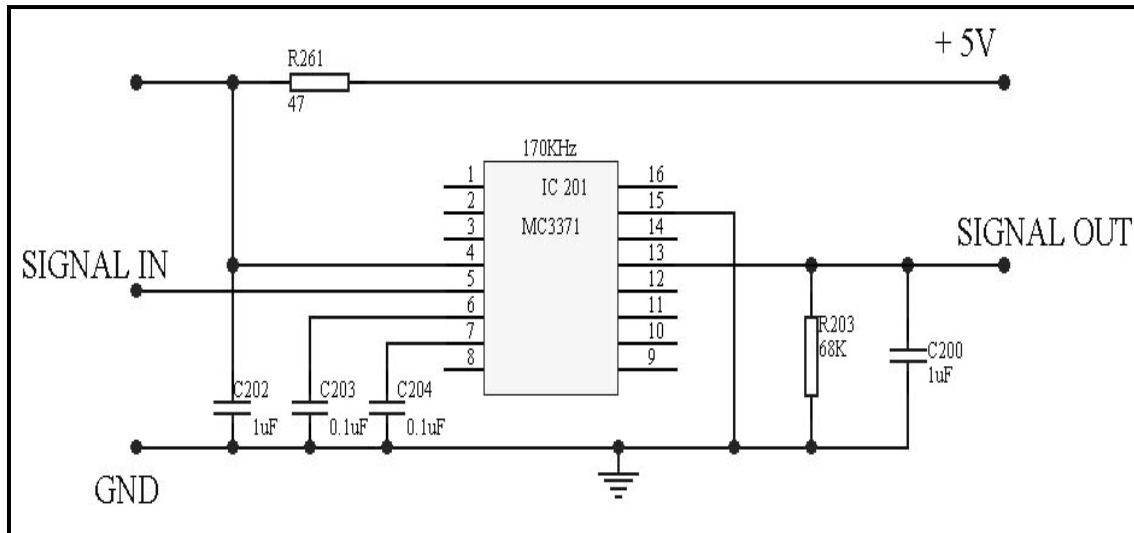 + 5V
R261
47
170KHz
1
16
IC 201
2
15
3
MC3371
14
SIGNAL OUT
4
13
SIGNAL IN
5
12
6
11
7
10
8
9
R203
68K
C200
1uF
C202
1uF
C203
0.1uF
C204
0.1uF
GND